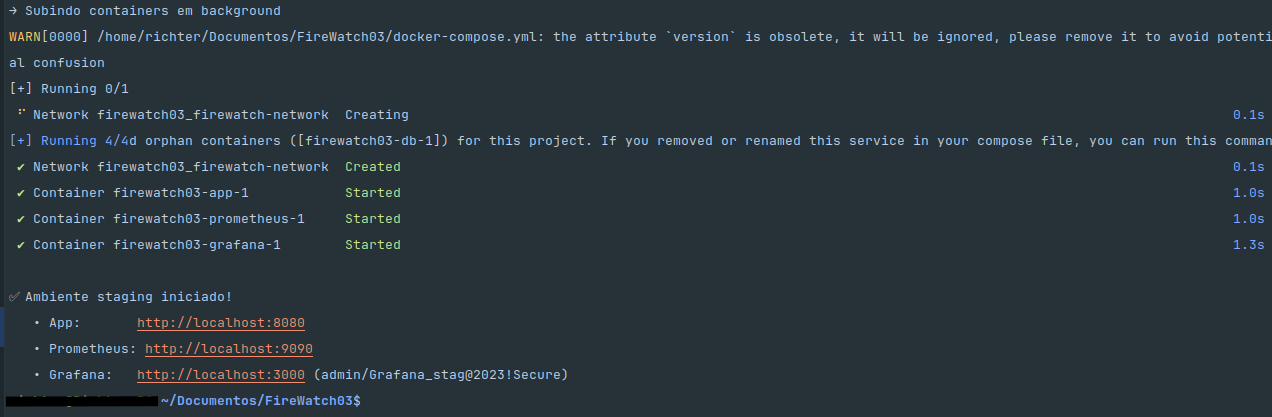 → Subindo containers em background
WARN[0000] /home/richter/Documentos/FireWatch03/docker-compose.yml: the attribute `version` is obsolete, it will be ignored, please remove it to avoid potenti
al confusion
[+] Running 0/1
⠋ Network firewatch03_firewatch-network Creating 0.1s
[+] Running 4/4d orphan containers ([firewatch03-db-1]) for this project. If you removed or renamed this service in your compose file, you can run this comman
✔ Network firewatch03_firewatch-network Created 0.1s
✔ Container firewatch03-app-1 Started 1.0s
✔ Container firewatch03-prometheus-1 Started 1.0s
✔ Container firewatch03-grafana-1 Started 1.3s
✅ Ambiente staging iniciado!
• App: http://localhost:8080
• Prometheus: http://localhost:9090
• Grafana: http://localhost:3000 (admin/Grafana_stag@2023!Secure)
~/Documentos/FireWatch03$